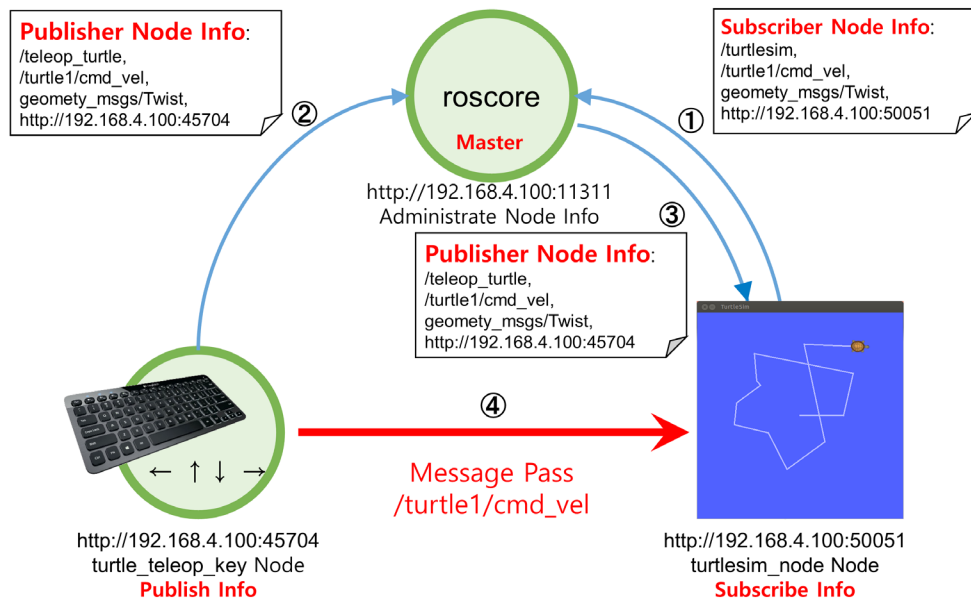 Publisher Node Info:
/teleop_turtle,
/turtle1/cmd_vel,
geomety_msgs/Twist,
http://192.168.4.100:45704
②
roscore
Master
http://192.168.4.100:11311
Administrate Node Info
Subscriber Node Info:
/turtlesim,
/turtle1/cmd_vel,
geomety_msgs/Twist,
http://192.168.4.100:50051
①
③
Publisher Node Info:
/teleop_turtle,
/turtle1/cmd_vel,
geomety_msgs/Twist,
http://192.168.4.100:45704
TurtleSim
← ↑ ↓ →
④
Message Pass
/turtle1/cmd_vel
http://192.168.4.100:45704
turtle_teleop_key Node
Publish Info
http://192.168.4.100:50051
turtlesim_node Node
Subscribe Info